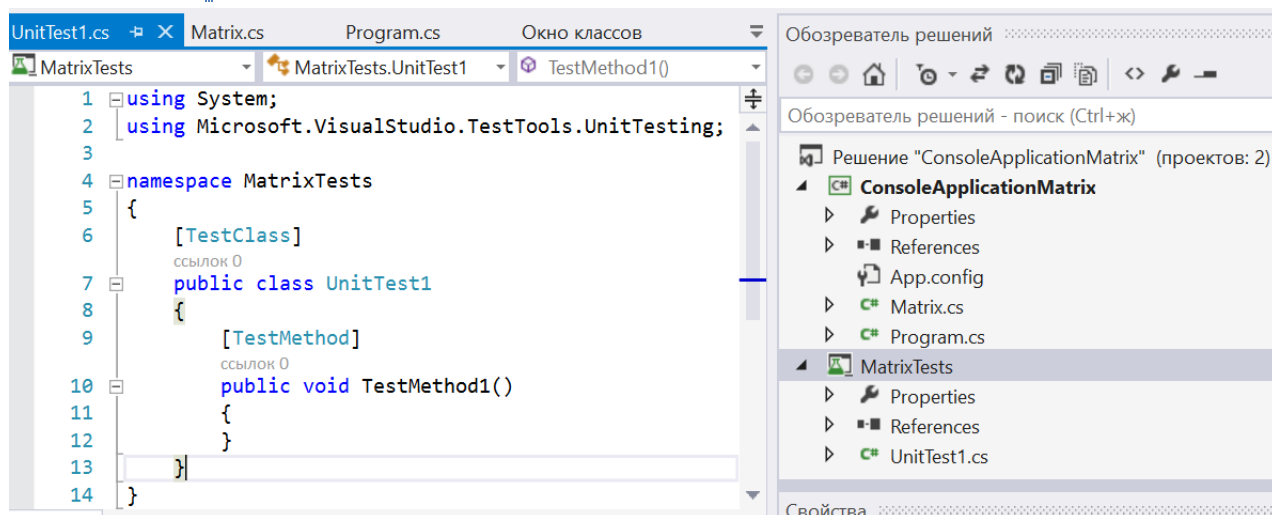 UnitTest1.cs Matrix.cs Program.cs Окно классов
MatrixTests MatrixTests.UnitTest1 TestMethod1()
1 using System;
2 using Microsoft.VisualStudio.TestTools.UnitTesting;
3
4 namespace MatrixTests
5 {
6 [TestClass]
ссылок 0
7 public class UnitTest1
8 {
9 [TestMethod]
ссылок 0
10 public void TestMethod1()
11 {
12 }
13 }
14 }
Обозреватель решений
Обозреватель решений - поиск (Ctrl+ж)
Решение "ConsoleApplicationMatrix" (проектов: 2)
C# ConsoleApplicationMatrix
Properties
References
App.config
C# Matrix.cs
C# Program.cs
MatrixTests
Properties
References
C# UnitTest1.cs
Свойства